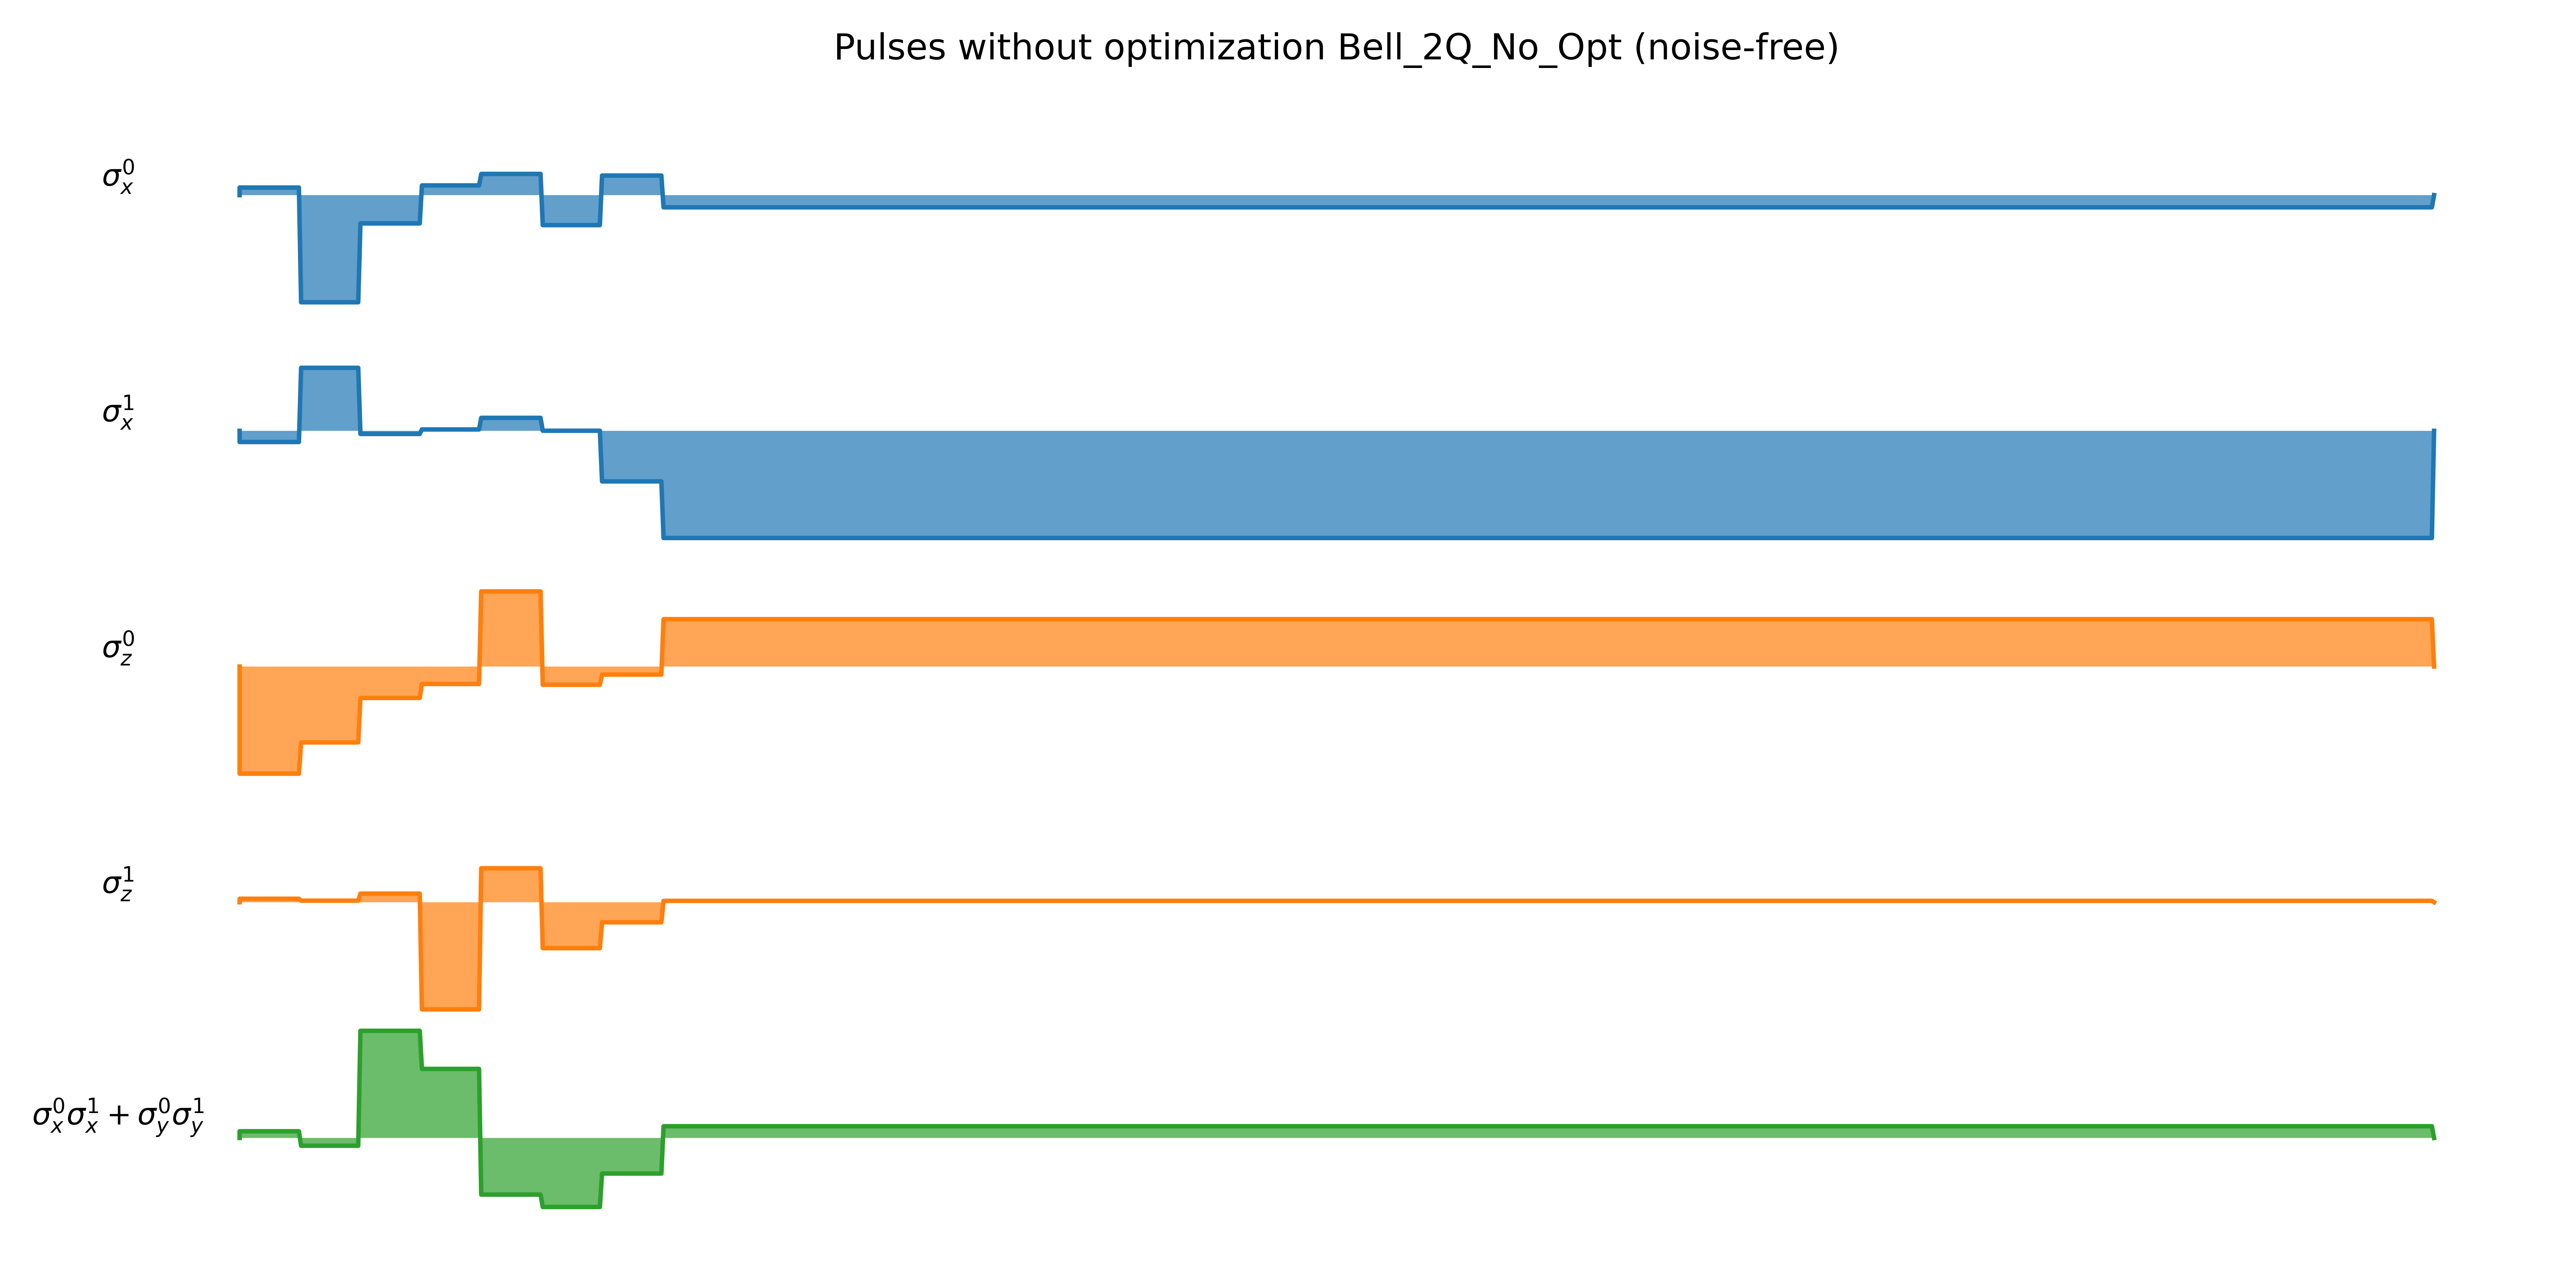 Pulses without optimization Bell_2Q_No_Opt (noise-free)
σ_x^0
σ_x^1
σ_z^0
σ_z^1
σ_x^0σ_x^1 + σ_y^0σ_y^1